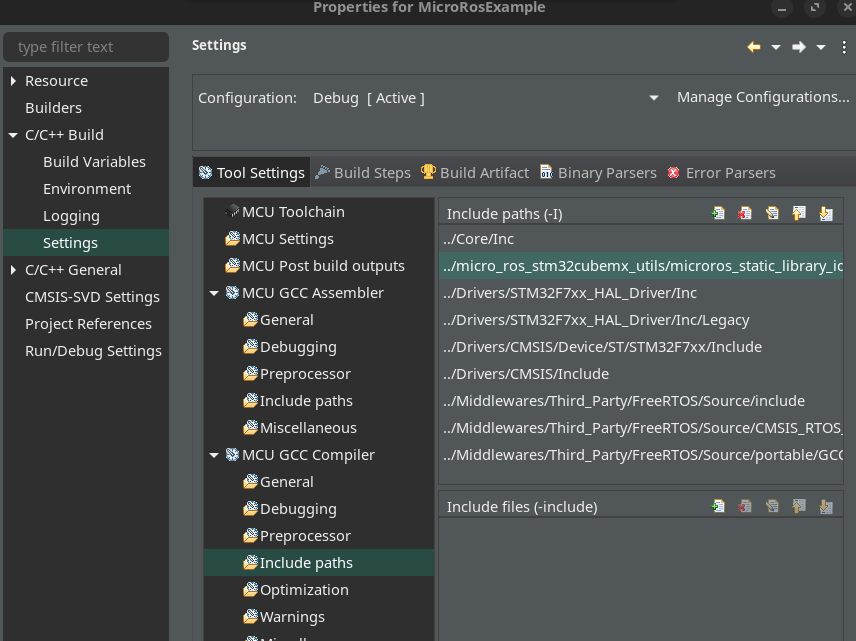 Properties for MicroRosExample
type filter text
Resource
Builders
C/C++ Build
Build Variables
Environment
Logging
Settings
C/C++ General
CMSIS-SVD Settings
Project References
Run/Debug Settings
Settings
Configuration: Debug [ Active ] Manage Configurations...
Tool Settings Build Steps Build Artifact Binary Parsers Error Parsers
MCU Toolchain
MCU Settings
MCU Post build outputs
MCU GCC Assembler
General
Debugging
Preprocessor
Include paths
Miscellaneous
MCU GCC Compiler
General
Debugging
Preprocessor
Include paths
Optimization
Warnings
Include paths (-I)
../Core/Inc
../micro_ros_stm32cubemx_utils/microros_static_library_ic
../Drivers/STM32F7xx_HAL_Driver/Inc
../Drivers/STM32F7xx_HAL_Driver/Inc/Legacy
../Drivers/CMSIS/Device/ST/STM32F7xx/Include
../Drivers/CMSIS/Include
../Middlewares/Third_Party/FreeRTOS/Source/include
../Middlewares/Third_Party/FreeRTOS/Source/CMSIS_RTOS_
../Middlewares/Third_Party/FreeRTOS/Source/portable/GCC
Include files (-include)